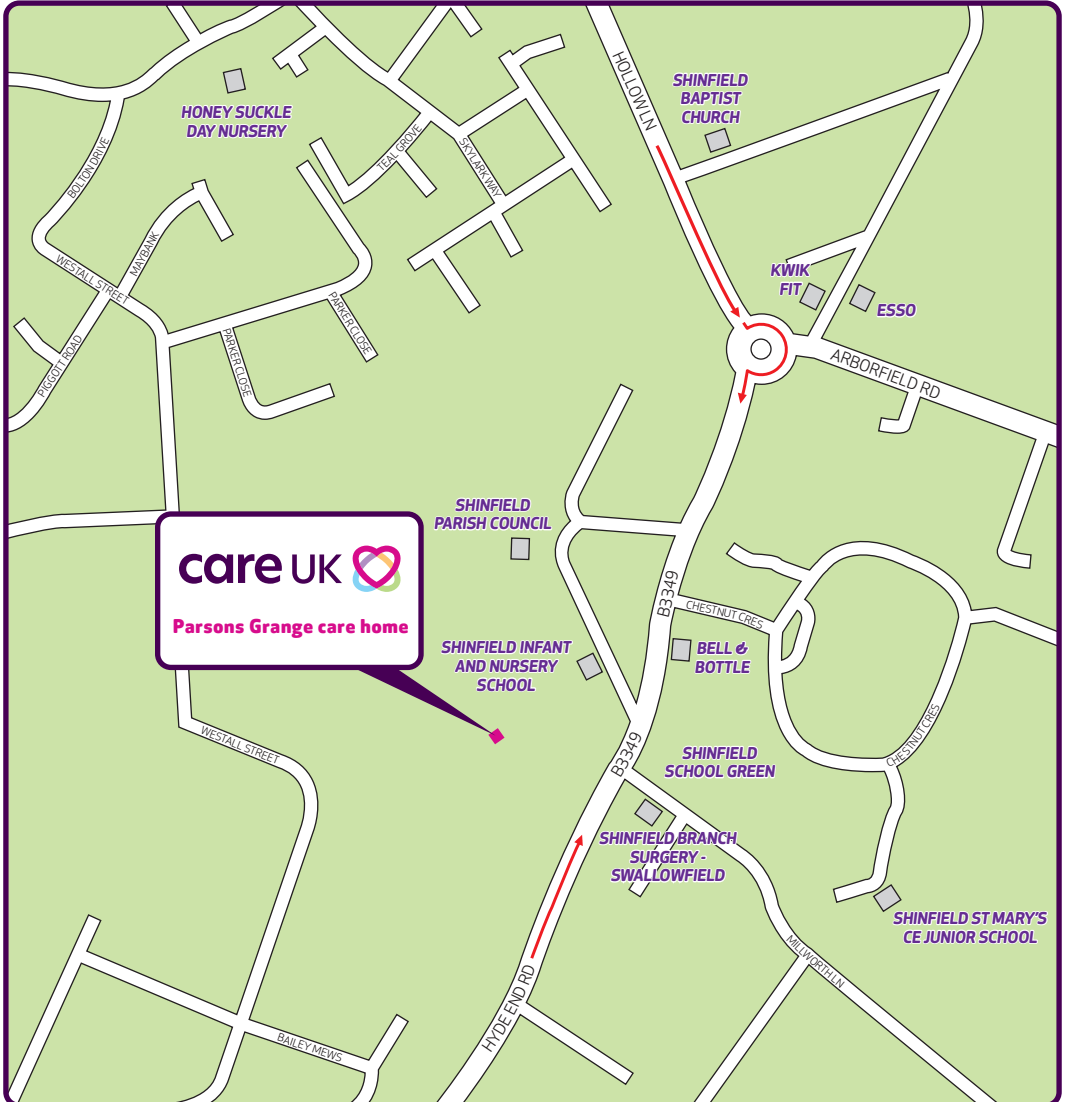 HOLLOW LN
SHINFIELD
BAPTIST
CHURCH
HONEY SUCKLE
DAY NURSERY
BOLTON DRIVE
TEAL GROVE
SKYLARK WAY
MAYBANK
WESTALL STREET
PIGGOTT ROAD
PARKER CLOSE
PARKER CLOSE
KWIK
FIT
ESSO
ARBORFIELD RD
SHINFIELD
PARISH COUNCIL
care UK
Parsons Grange care home
B3349
CHESTNUT CRES
SHINFIELD INFANT
AND NURSERY
SCHOOL
BELL &
BOTTLE
WESTALL STREET
B3349
SHINFIELD
SCHOOL GREEN
CHESTNUT CRES
SHINFIELD BRANCH
SURGERY -
SWALLOWFIELD
SHINFIELD ST MARY'S
CE JUNIOR SCHOOL
MILLWORTH LN
HYDE END RD
BAILEY MEWS